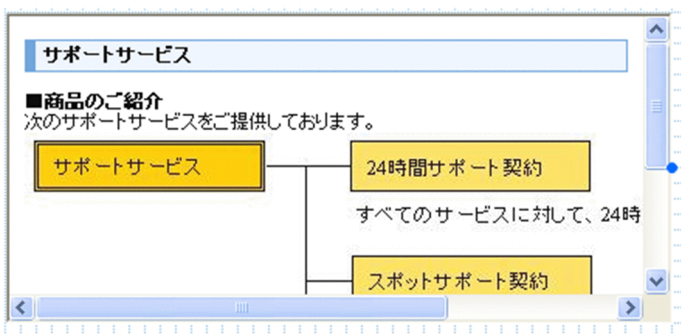 サポートサービス
■商品のご紹介
次のサポートサービスをご提供しております。
サポートサービス
24時間サポート契約
すべてのサービスに対して、24時
スポットサポート契約